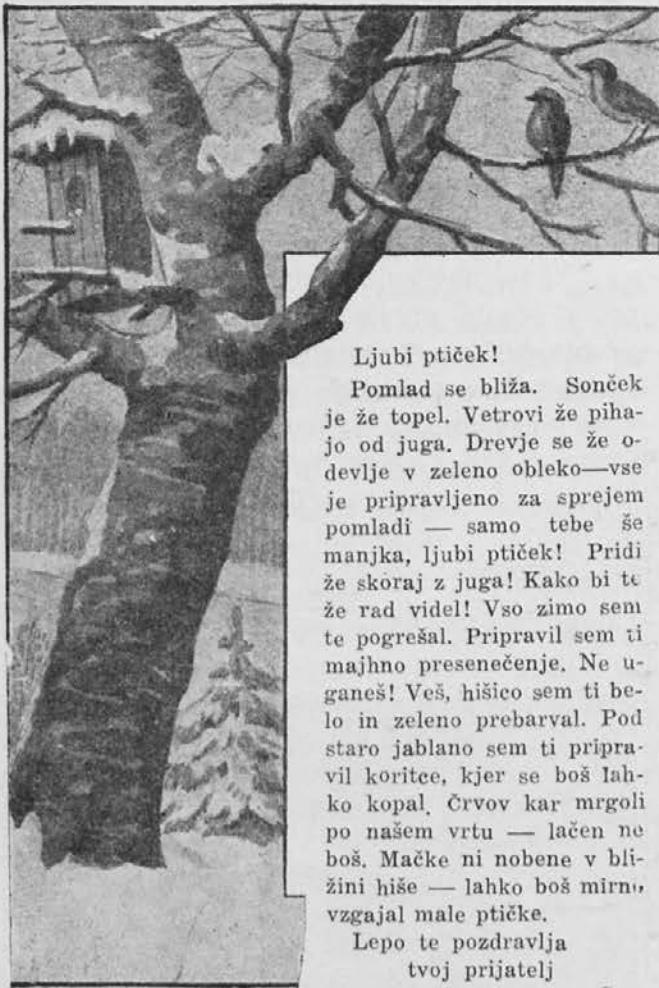 Ljubi ptiček!
Pomlad se bliža. Sonček
je že topel. Vetrovi že piha-
jo od juga. Drevje se že o-
devlje v zeleno obleko—vse
je pripravljeno za sprejem
pomladi — samo tebe še
manjka, ljubi ptiček! Pridi
že skoraj z juga! Kako bi te
že rad videl! Vso zimo sem
te pogrešal. Pripravil sem ti
majhno presenečenje. Ne u-
ganeš! Veš, hišico sem ti be-
lo in zeleno prebarval. Pod
staro jablano sem ti pripra-
vil koritce, kjer se boš lah-
ko kopal. Črvov kar mrgoli
po našem vrtu — lačen ne
boš. Mačke ni nobene v bli-
žini hiše — lahko boš mirno
vzgajal male ptičke.
Lepo te pozdravlja
tvoj prijatelj